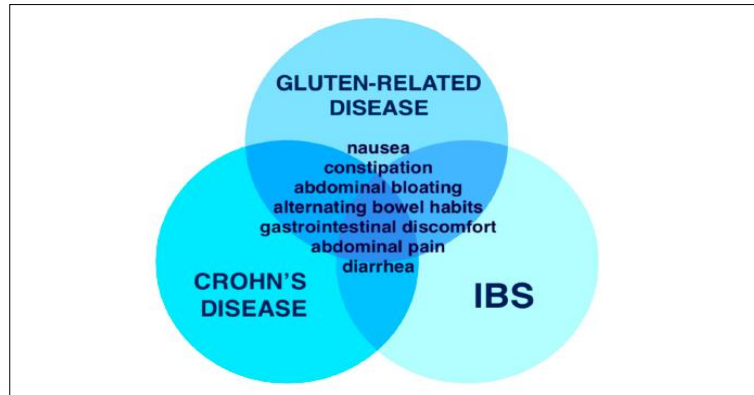 GLUTEN-RELATED
DISEASE
nausea
constipation
abdominal bloating
alternating bowel habits
gastrointestinal discomfort
abdominal pain
diarrhea
CROHN'S
DISEASE
IBS